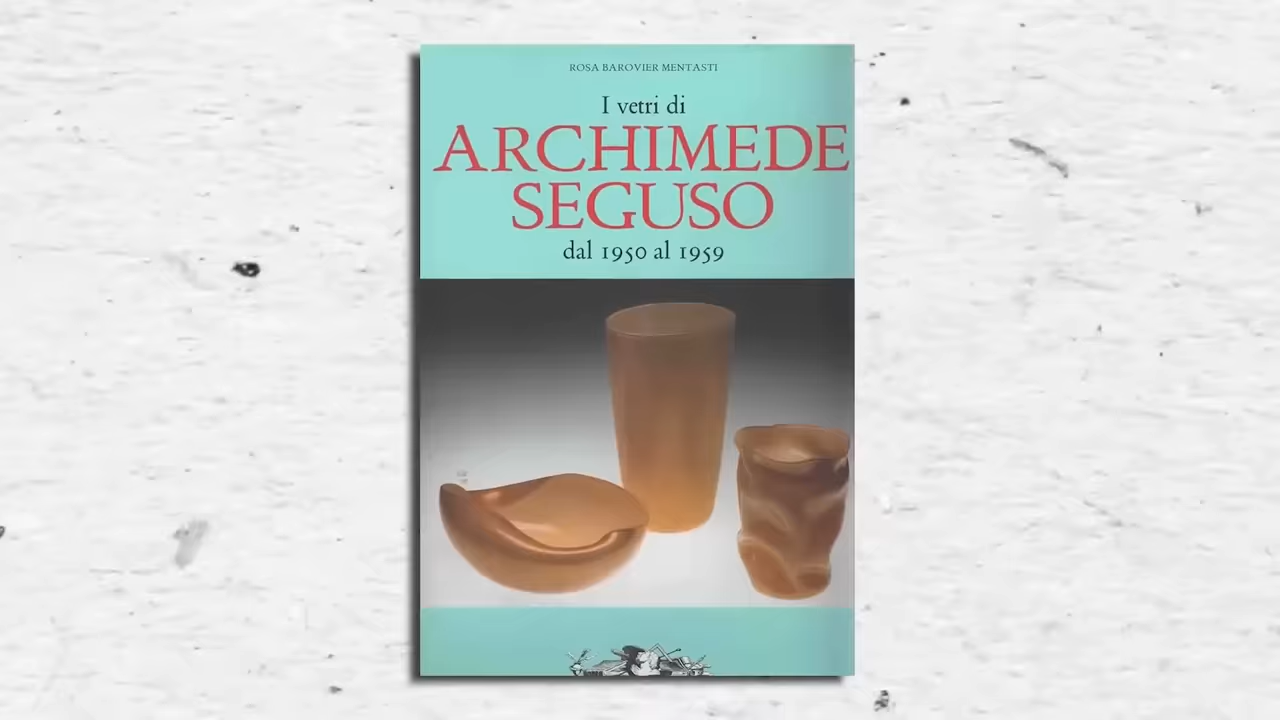 ROSA BAROVIER MENTASTI
I vetri di
ARCHIMEDE
SEGUSO
dal 1950 al 1959